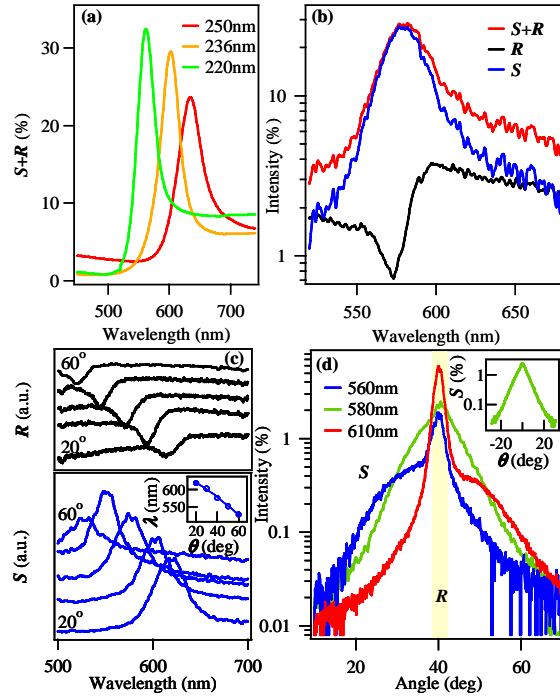 (a)
250nm
236nm
220nm
S+R (%)
30
20
10
0
500
600
700
Wavelength (nm)
(b)
S+R
R
S
Intensity (%)
10
1
550
600
650
Wavelength (nm)
(c)
60°
20°
R (a.u.)
60°
20°
S (a.u.)
λ (nm)
600
550
20
40
60
θ (deg)
500
600
700
Wavelength (nm)
(d)
560nm
580nm
610nm
S
R
Intensity (%)
1
0.1
0.01
20
40
60
Angle (deg)
S (%)
1
0.1
-20
0
20
θ (deg)